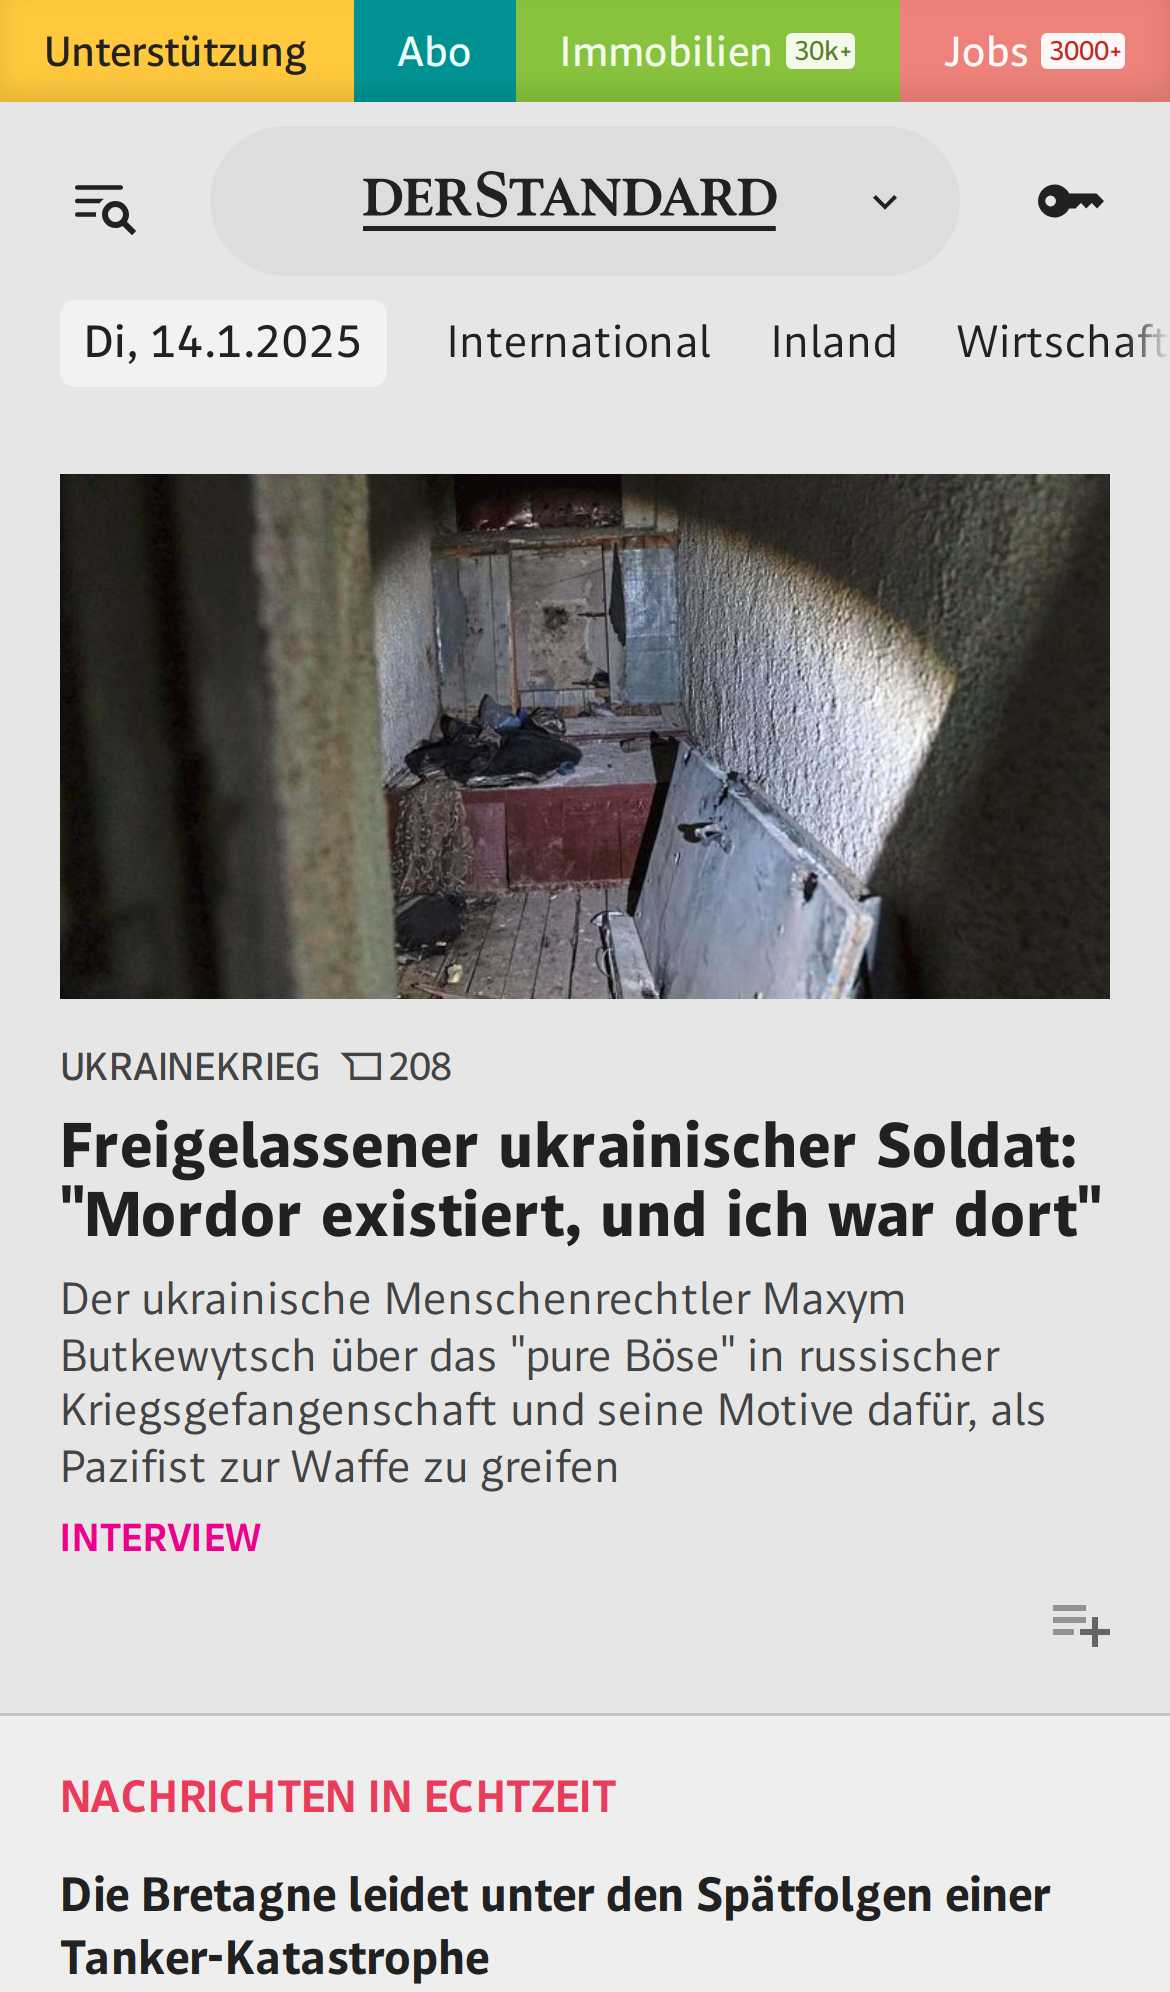 Unterstützung Abo Immobilien 30k+ Jobs 3000+
DERSTANDARD
Di, 14.1.2025 International Inland Wirtschaft
UKRAINEKRIEG 208
Freigelassener ukrainischer Soldat:
"Mordor existiert, und ich war dort"
Der ukrainische Menschenrechtler Maxym
Butkewytsch über das "pure Böse" in russischer
Kriegsgefangenschaft und seine Motive dafür, als
Pazifist zur Waffe zu greifen
INTERVIEW
NACHRICHTEN IN ECHTZEIT
Die Bretagne leidet unter den Spätfolgen einer
Tanker-Katastrophe